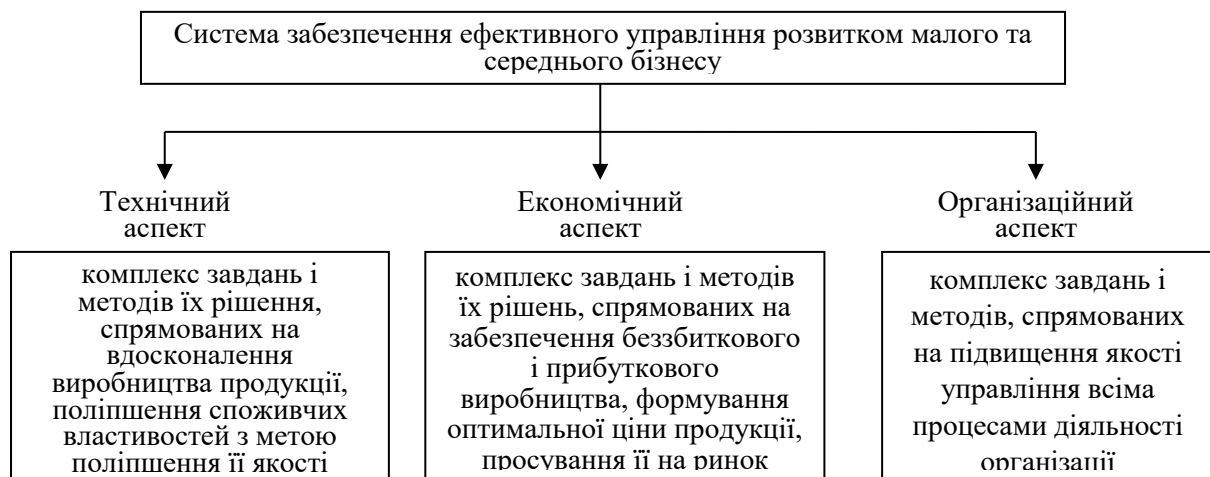 Система забезпечення ефективного управління розвитком малого та
середнього бізнесу
Технічний
аспект
Економічний
аспект
Організаційний
аспект
комплекс завдань і
методів їх рішення,
спрямованих на
вдосконалення
виробництва продукції,
поліпшення споживчих
властивостей з метою
поліпшення її якості
комплекс завдань і методів
їх рішень, спрямованих на
забезпечення беззбиткового
і прибуткового
виробництва, формування
оптимальної ціни продукції,
просування її на ринок
комплекс завдань і
методів, спрямованих
на підвищення якості
управління всіма
процесами діяльності
організації